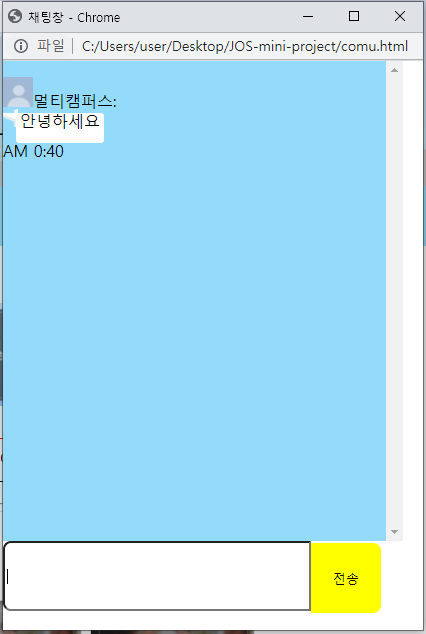 채팅창 - Chrome
파일 C:/Users/user/Desktop/JOS-mini-project/comu.html
멀티캠퍼스:
안녕하세요
AM 0:40
전송